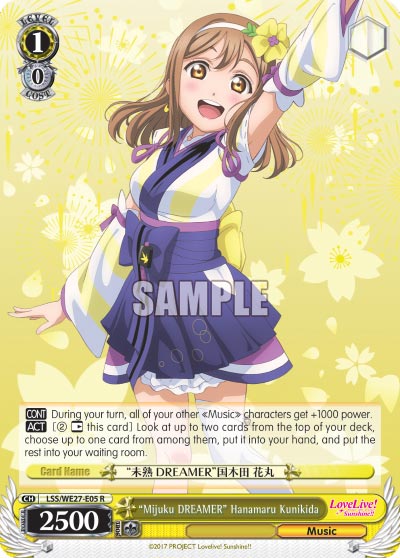 LEVEL
1
0
COST
SAMPLE
CONT During your turn, all of your other «Music» characters get +1000 power.
ACT [② this card] Look at up to two cards
from the top of your deck,
choose up to one card from among them, put it into your hand, and put
the rest into your waiting room.
Card Name
“未熟 DREAMER”国木田 花丸
CH LSS/WE27-E05 R
“Mijuku DREAMER” Hanamaru Kunikida
LoveLive!
Sunshine!!
POWER 2500 SOUL
Music
©2017 PROJECT Lovelive! Sunshine!!